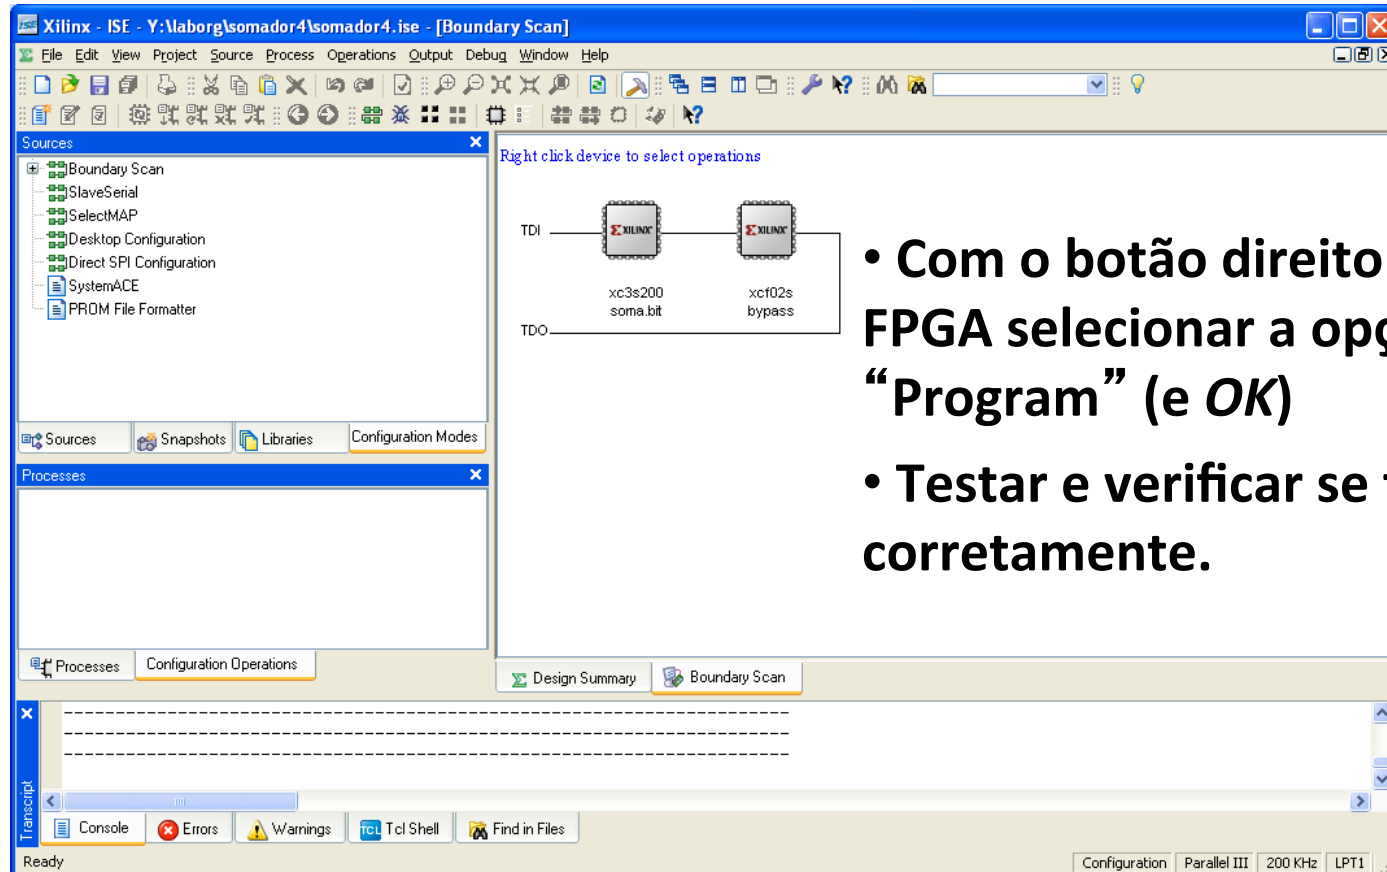 Xilinx - ISE - Y:\laborg\somador4\somador4.ise - [Boundary Scan]
File Edit View Project Source Process Operations Output Debug Window Help
Sources
Boundary Scan
SlaveSerial
SelectMAP
Desktop Configuration
Direct SPI Configuration
SystemACE
PROM File Formatter
Sources Snapshots Libraries Configuration Modes
Processes
Processes Configuration Operations
Right click device to select operations
TDI
XILINX XILINX
xc3s200 xcf02s
soma.bit bypass
TDO
• Com o botão direito
FPGA selecionar a opç
“Program” (e OK)
• Testar e verificar se
corretamente.
Design Summary Boundary Scan
Transcript
----------------------------------------------------------------------
----------------------------------------------------------------------
----------------------------------------------------------------------
Console Errors Warnings TCL Tcl Shell Find in Files
Ready Configuration Parallel III 200 KHz LPT1